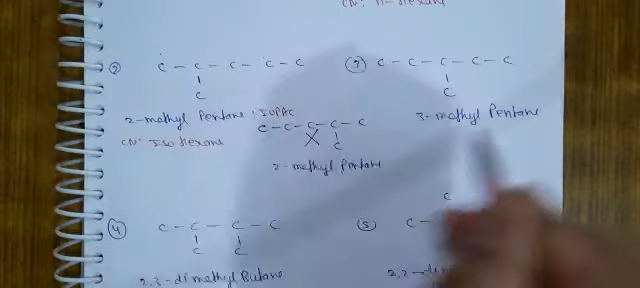 CN: n-Hexane
② C - C - C - C - C
C
2-methyl Pentane : IUPAC
CN: Iso Hexane
C-C-C-C-C
C
2-methyl Pentane
C - C - C - C - C
C
3-methyl Pentane
④ C - C - C - C
C C
2,3-dimethyl Butane
⑤ C
C -
2,2-